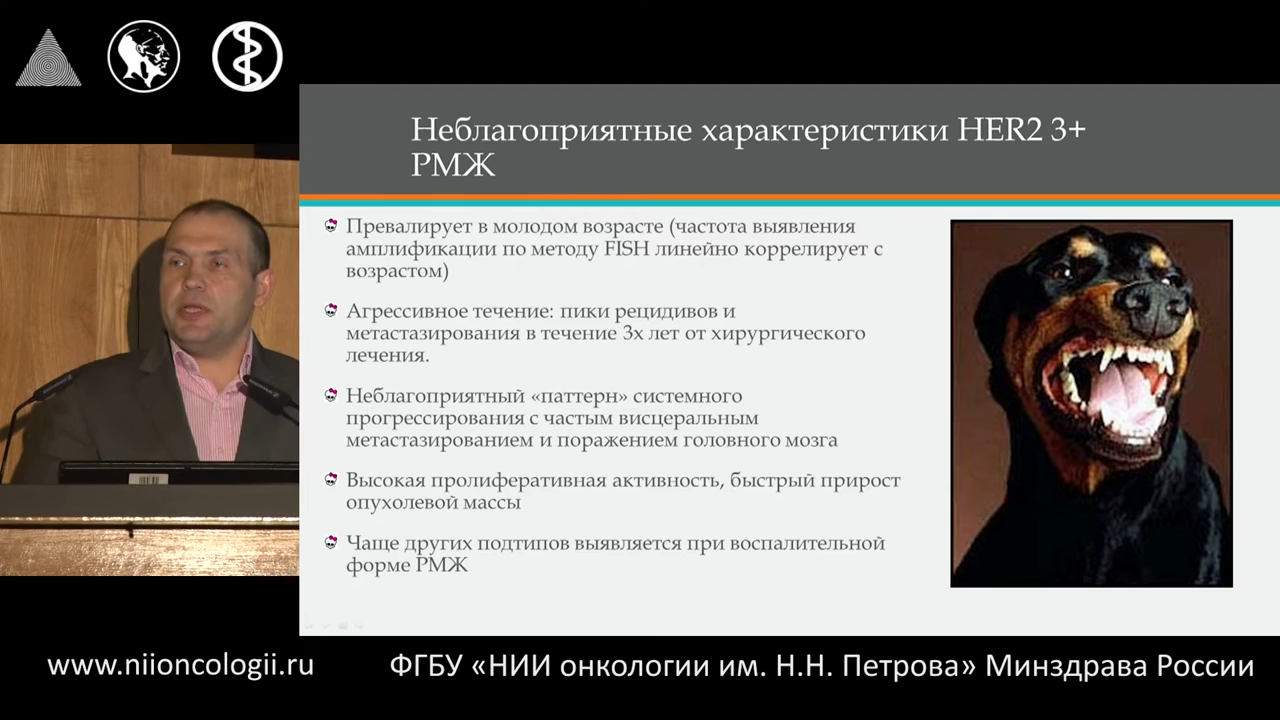 Неблагоприятные характеристики HER2 3+
РМЖ
Превалирует в молодом возрасте (частота выявления
амплификации по методу FISH линейно коррелирует с
возрастом)
Агрессивное течение: пики рецидивов и
метастазирования в течение 3х лет от хирургического
лечения.
Неблагоприятный «паттерн» системного
прогрессирования с частым висцеральным
метастазированием и поражением головного мозга
Высокая пролиферативная активность, быстрый прирост
опухолевой массы
Чаще других подтипов выявляется при воспалительной
форме РМЖ
www.niioncologii.ru
ФГБУ «НИИ онкологии им. Н.Н. Петрова» Минздрава России